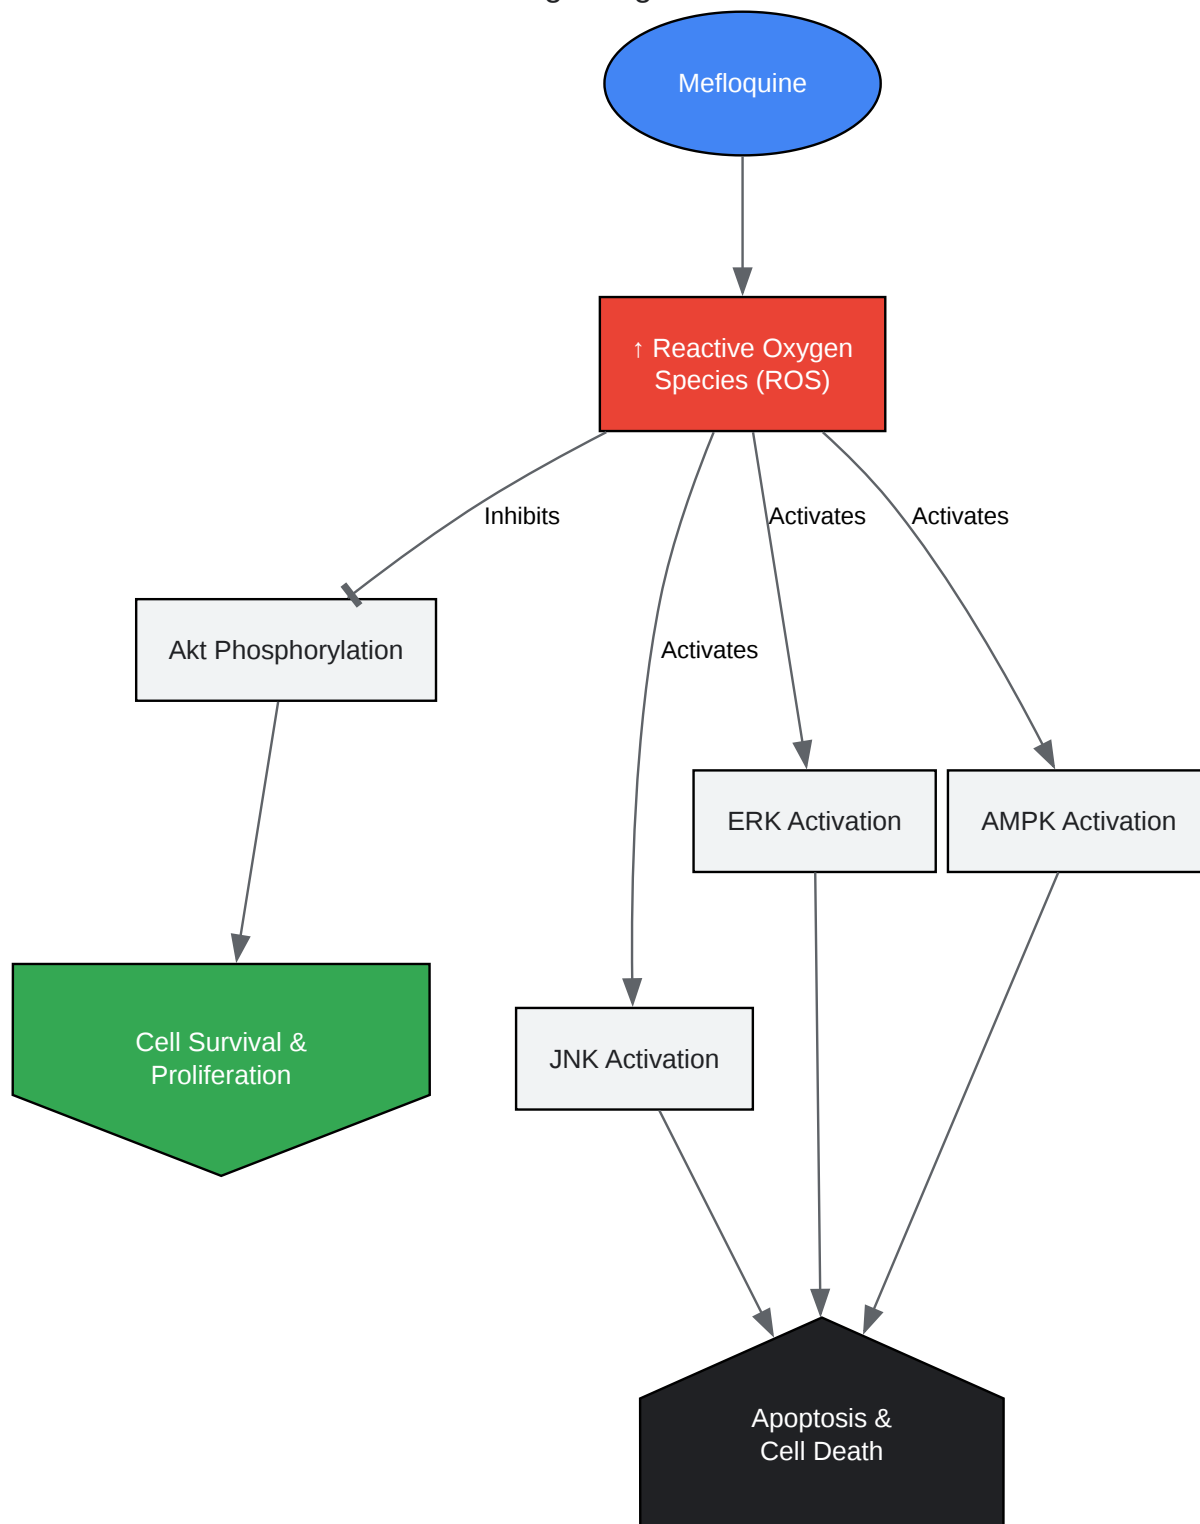 Mefloquine
↑ Reactive Oxygen
Species (ROS)
Inhibits
Activates
Activates
Akt Phosphorylation
Activates
ERK Activation
AMPK Activation
Cell Survival &
Proliferation
JNK Activation
Apoptosis &
Cell Death